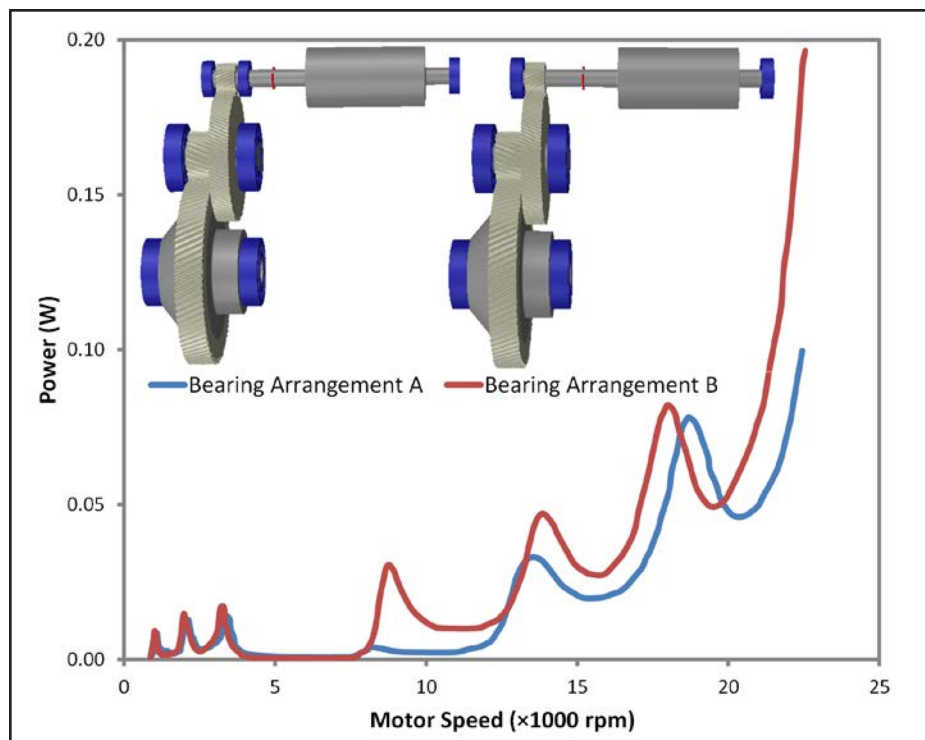 0.20
0.15
0.10
0.05
0.00
Power (W)
Bearing Arrangement A
Bearing Arrangement B
0
5
10
15
20
25
Motor Speed (×1000 rpm)